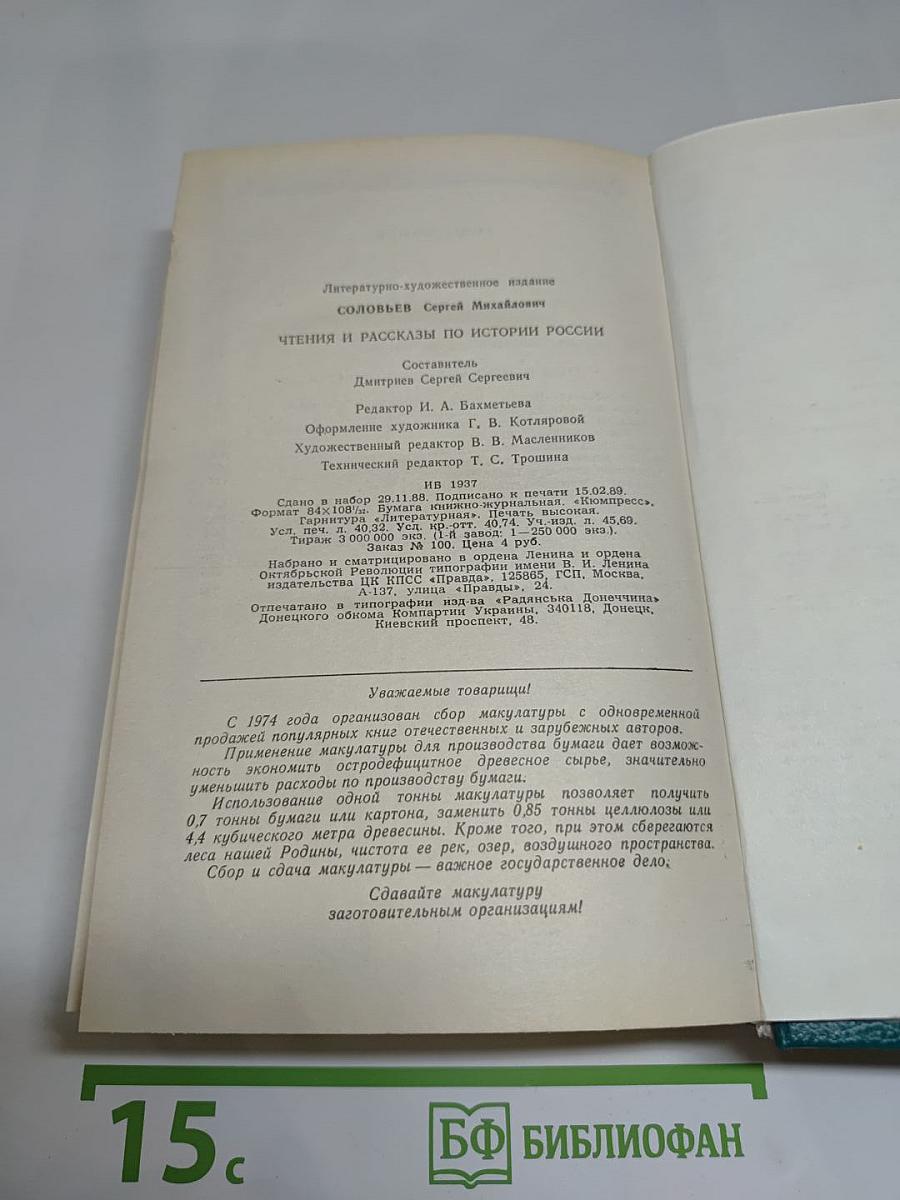 Литературно-художественное издание
СОЛОВЬЕВ Сергей Михайлович
ЧТЕНИЯ И РАССКАЗЫ ПО ИСТОРИИ РОССИИ
Составитель
Дмитриев Сергей Сергеевич
Редактор И. А. Бахметьева
Оформление художника Г. В. Котляровой
Художественный редактор В. В. Масленников
Технический редактор Т. С. Трошина
ИВ 1937
Сдано в набор 29.11.88. Подписано к печати 15.02.89.
Формат 84×108¹/₃₂. Бумага книжно-журнальная. «Кюмпресс».
Гарнитура «Литературная». Печать высокая.
Усл. печ. л. 40,32. Усл. кр.-отт. 40,74. Уч.-изд. л. 45,69.
Тираж 3 000 000 экз. (1-й завод: 1—250 000 экз.).
Заказ № 100. Цена 4 руб.
Набрано и сматрицировано в ордена Ленина и ордена
Октябрьской Революции типографии имени В. И. Ленина
издательства ЦК КПСС «Правда», 125865, ГСП, Москва,
А-137, улица «Правды», 24.
Отпечатано в типографии изд-ва «Радянська Донеччина»
Донецкого обкома Компартии Украины, 340118, Донецк,
Киевский проспект, 48.
Уважаемые товарищи!
С 1974 года организован сбор макулатуры с одновременной
продажей популярных книг отечественных и зарубежных авторов.
Применение макулатуры для производства бумаги дает возмож-
ность экономить остродефицитное древесное сырье, значительно
уменьшить расходы по производству бумаги.
Использование одной тонны макулатуры позволяет получить
0,7 тонны бумаги или картона, заменить 0,85 тонны целлюлозы или
4,4 кубического метра древесины. Кроме того, при этом сберегаются
леса нашей Родины, чистота ее рек, озер, воздушного пространства.
Сбор и сдача макулатуры — важное государственное дело.
Сдавайте макулатуру
заготовительным организациям!
15 с
БФ БИБЛИОФАН